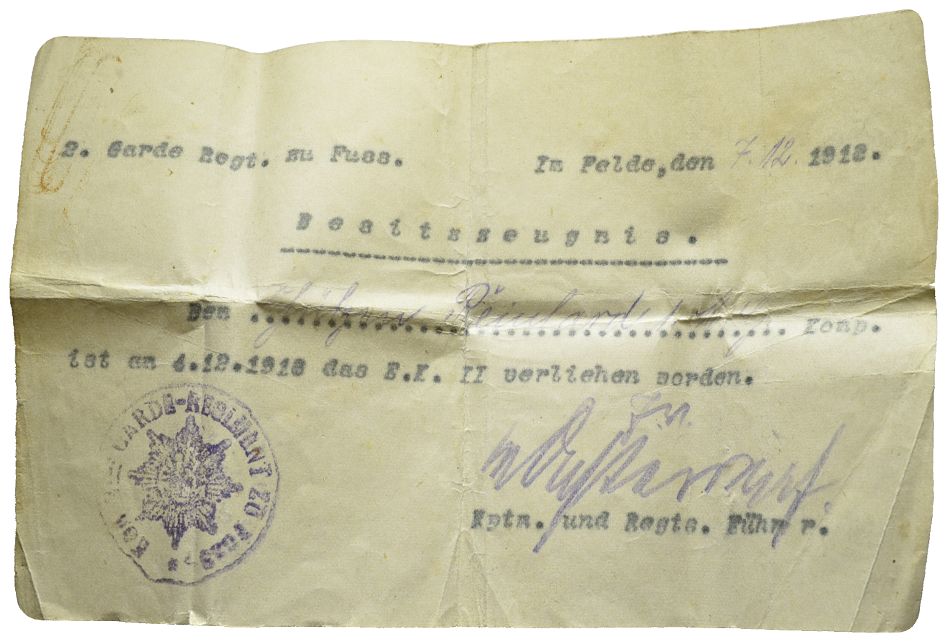 2. Garde Regt. zu Fuss. Im Felde, den 7.12. 1918.
Besitzzeugnis.
Dem Komp.
ist am 4.12.1918 das E.K. II verliehen worden.
GARDE-REGIMENT ZU FUSS
Hptm. und Regts. Führer.